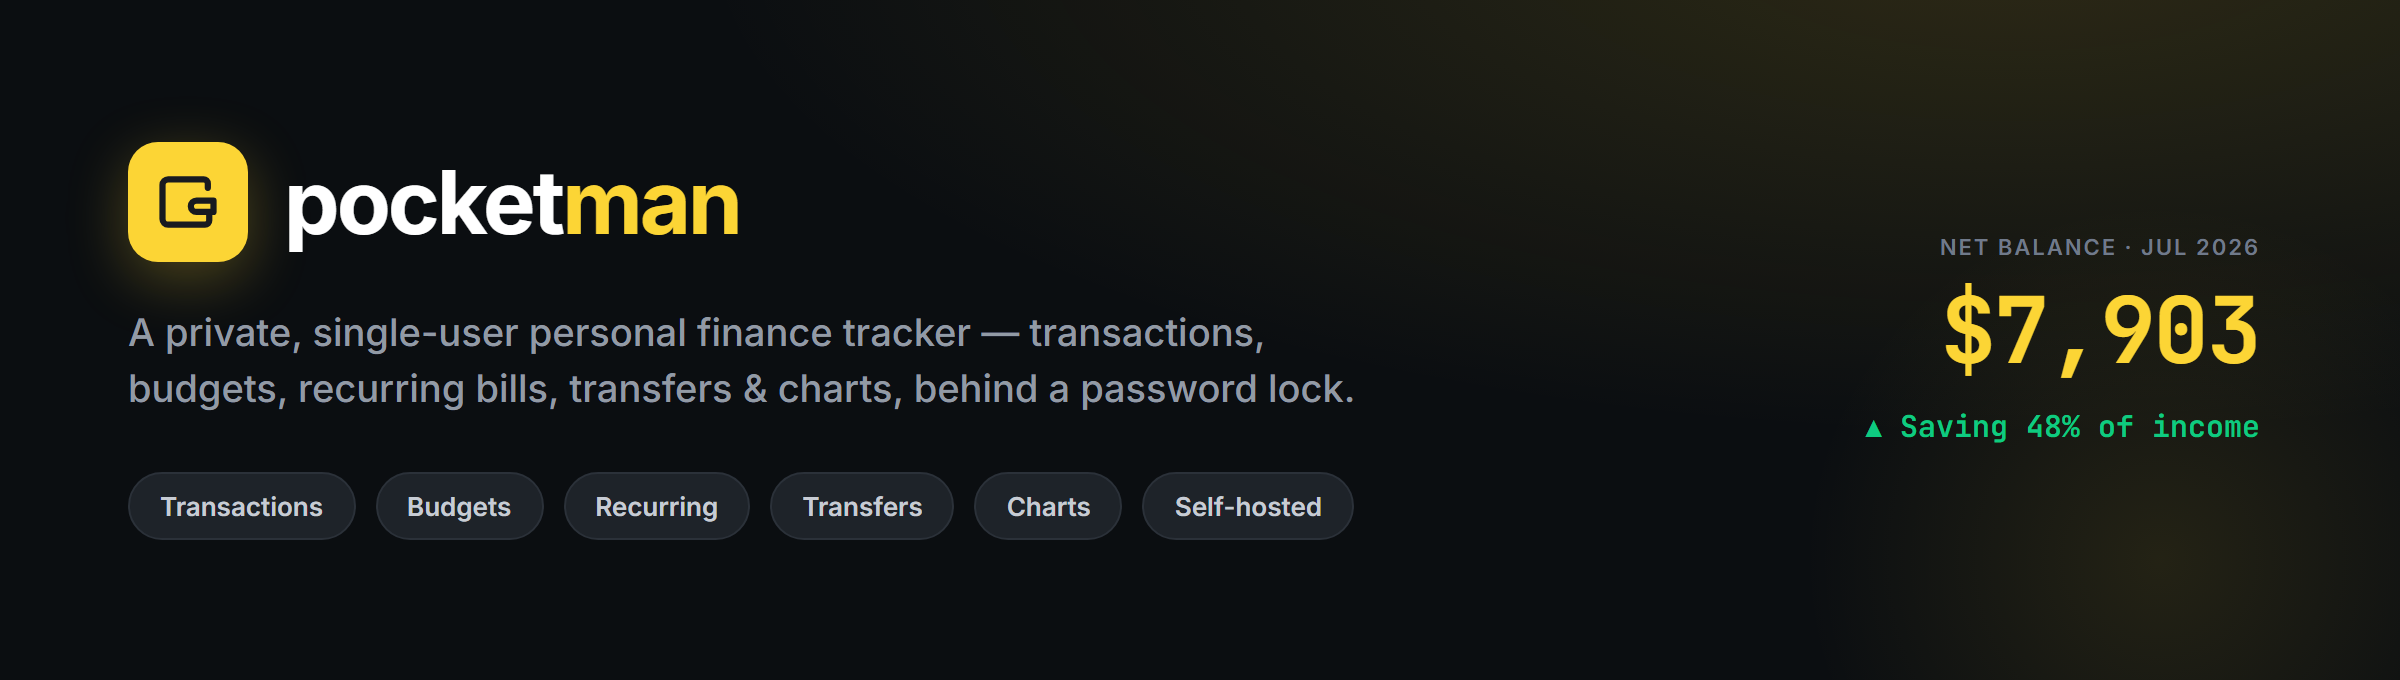 pocketman
A private, single-user personal finance tracker — transactions,
budgets, recurring bills, transfers & charts, behind a password lock.
Transactions
Budgets
Recurring
Transfers
Charts
Self-hosted
NET BALANCE · JUL 2026
$7,903
▲ Saving 48% of income